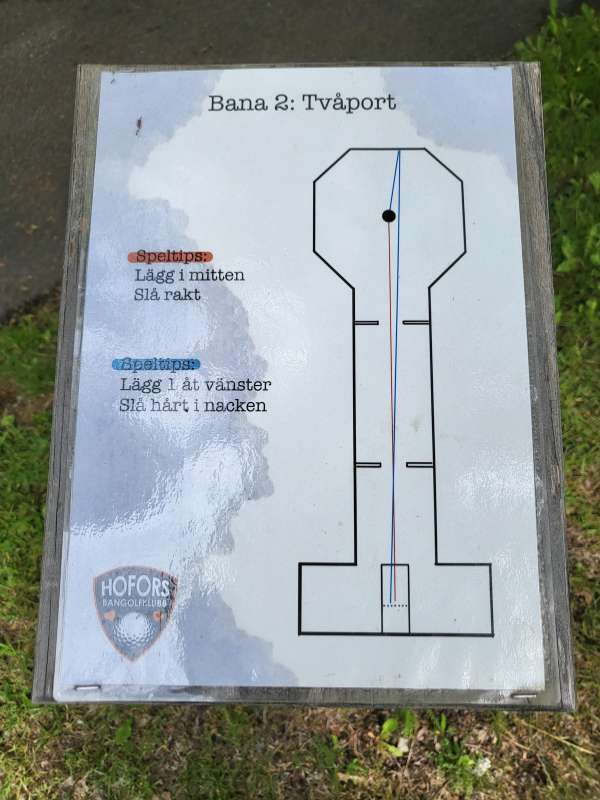 Bana 2: Tvåport
Speltips:
Lägg i mitten
Slå rakt
Speltips:
Lägg 1 åt vänster
Slå hårt i nacken
HOFORS
BANGOLFKLUBB